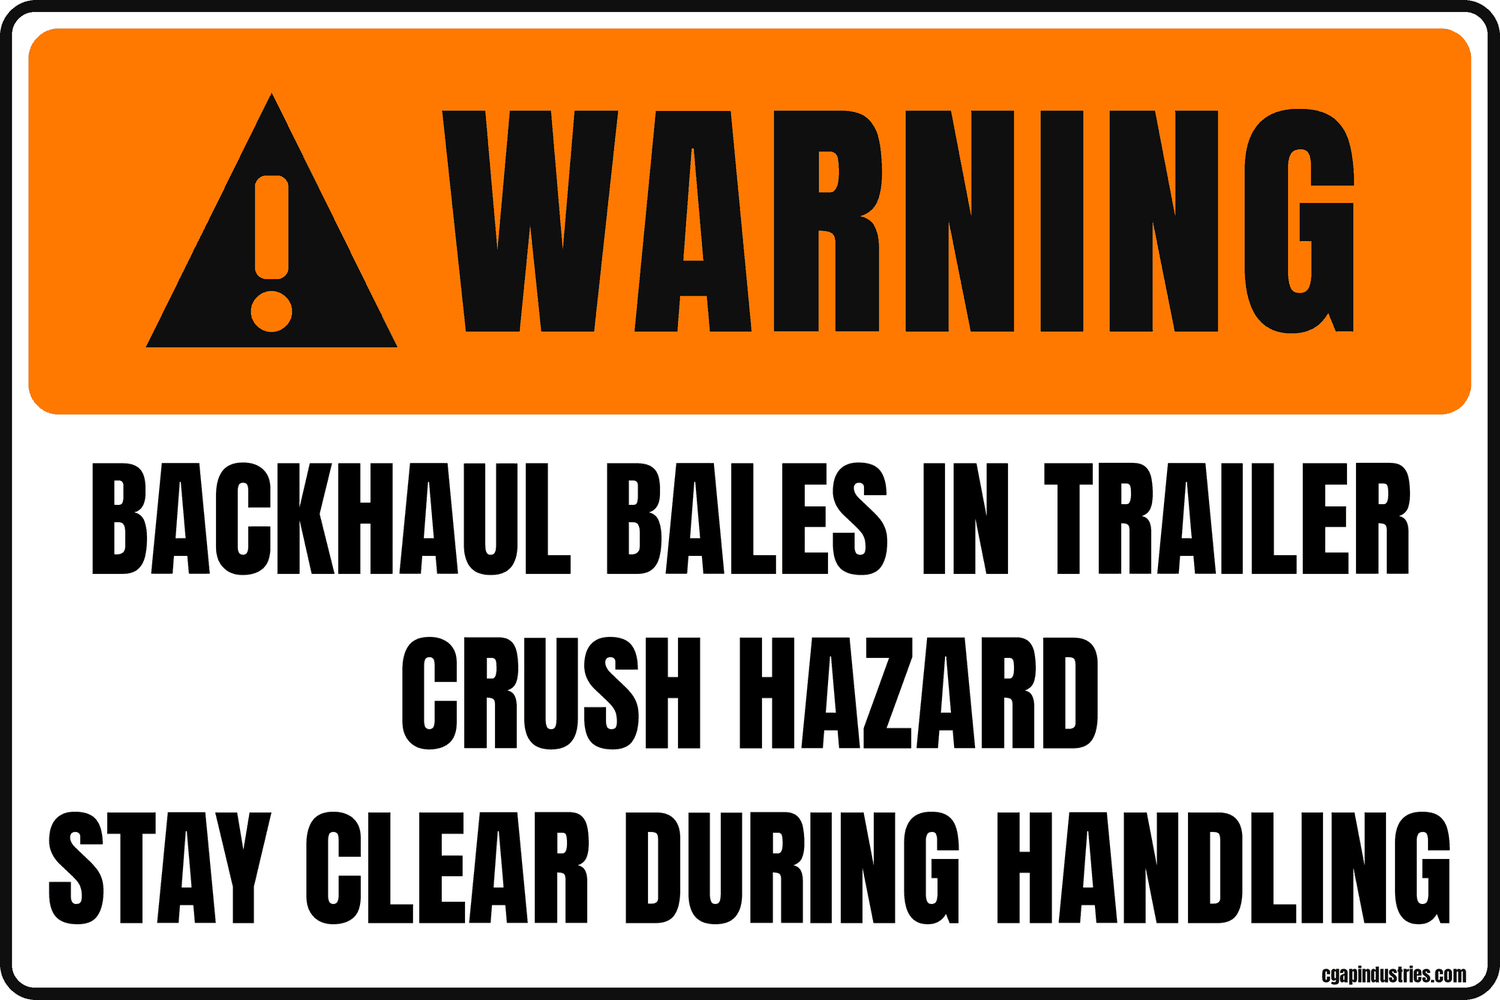 WARNING
BACKHAUL BALES IN TRAILER
CRUSH HAZARD
STAY CLEAR DURING HANDLING
cgapindustries.com